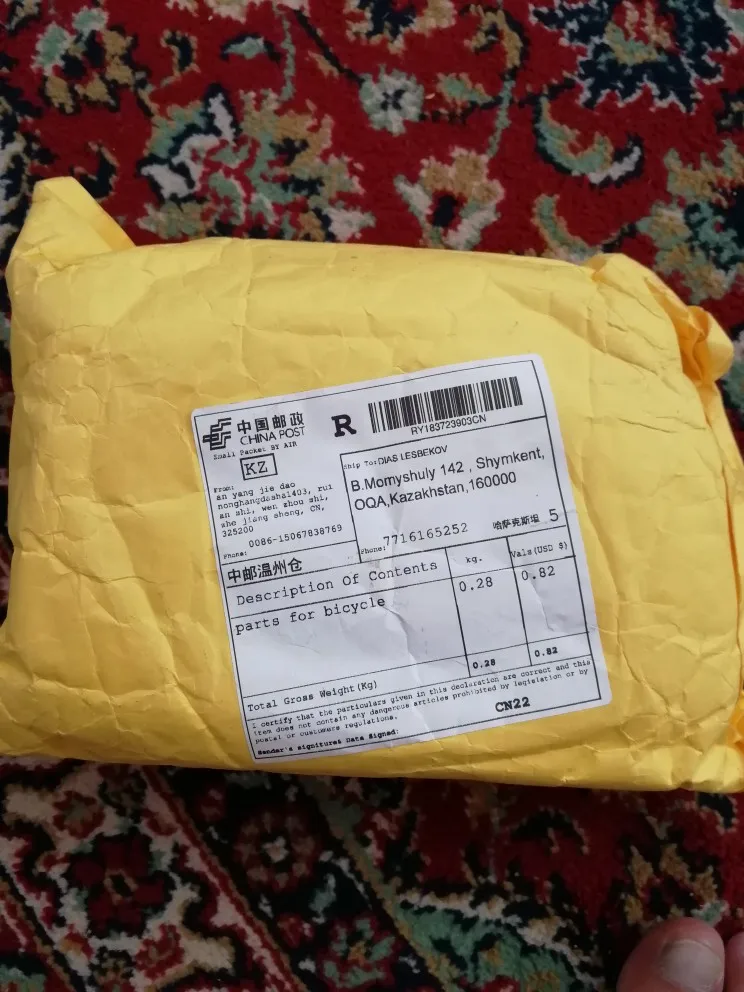 中国邮政
CHINA POST
Small Packet BY AIR
KZ
R
RY183723903CN
From:
an yang jie dao
nonghangdasha1403, rui
an shi, wen zhou shi,
zhe jiang sheng, CN,
325200
0086-15067838769
Phone:
Ship To: DIAS LESBEKOV
B.Momyshuly 142 , Shymkent,
OQA,Kazakhstan,160000
Phone: 7716165252 哈萨克斯坦 5
中邮温州仓
Description Of Contents kg. Vals(USD $)
parts for bicycle 0.28 0.82
Total Gross Weight(Kg) 0.28 0.82
I certify that the particulars given in this declaration are correct and this
item does not contain any dangerous articles prohibited by legislation or by
postal or customers regulations.
Sendar's signitures Data Signed:
CN22